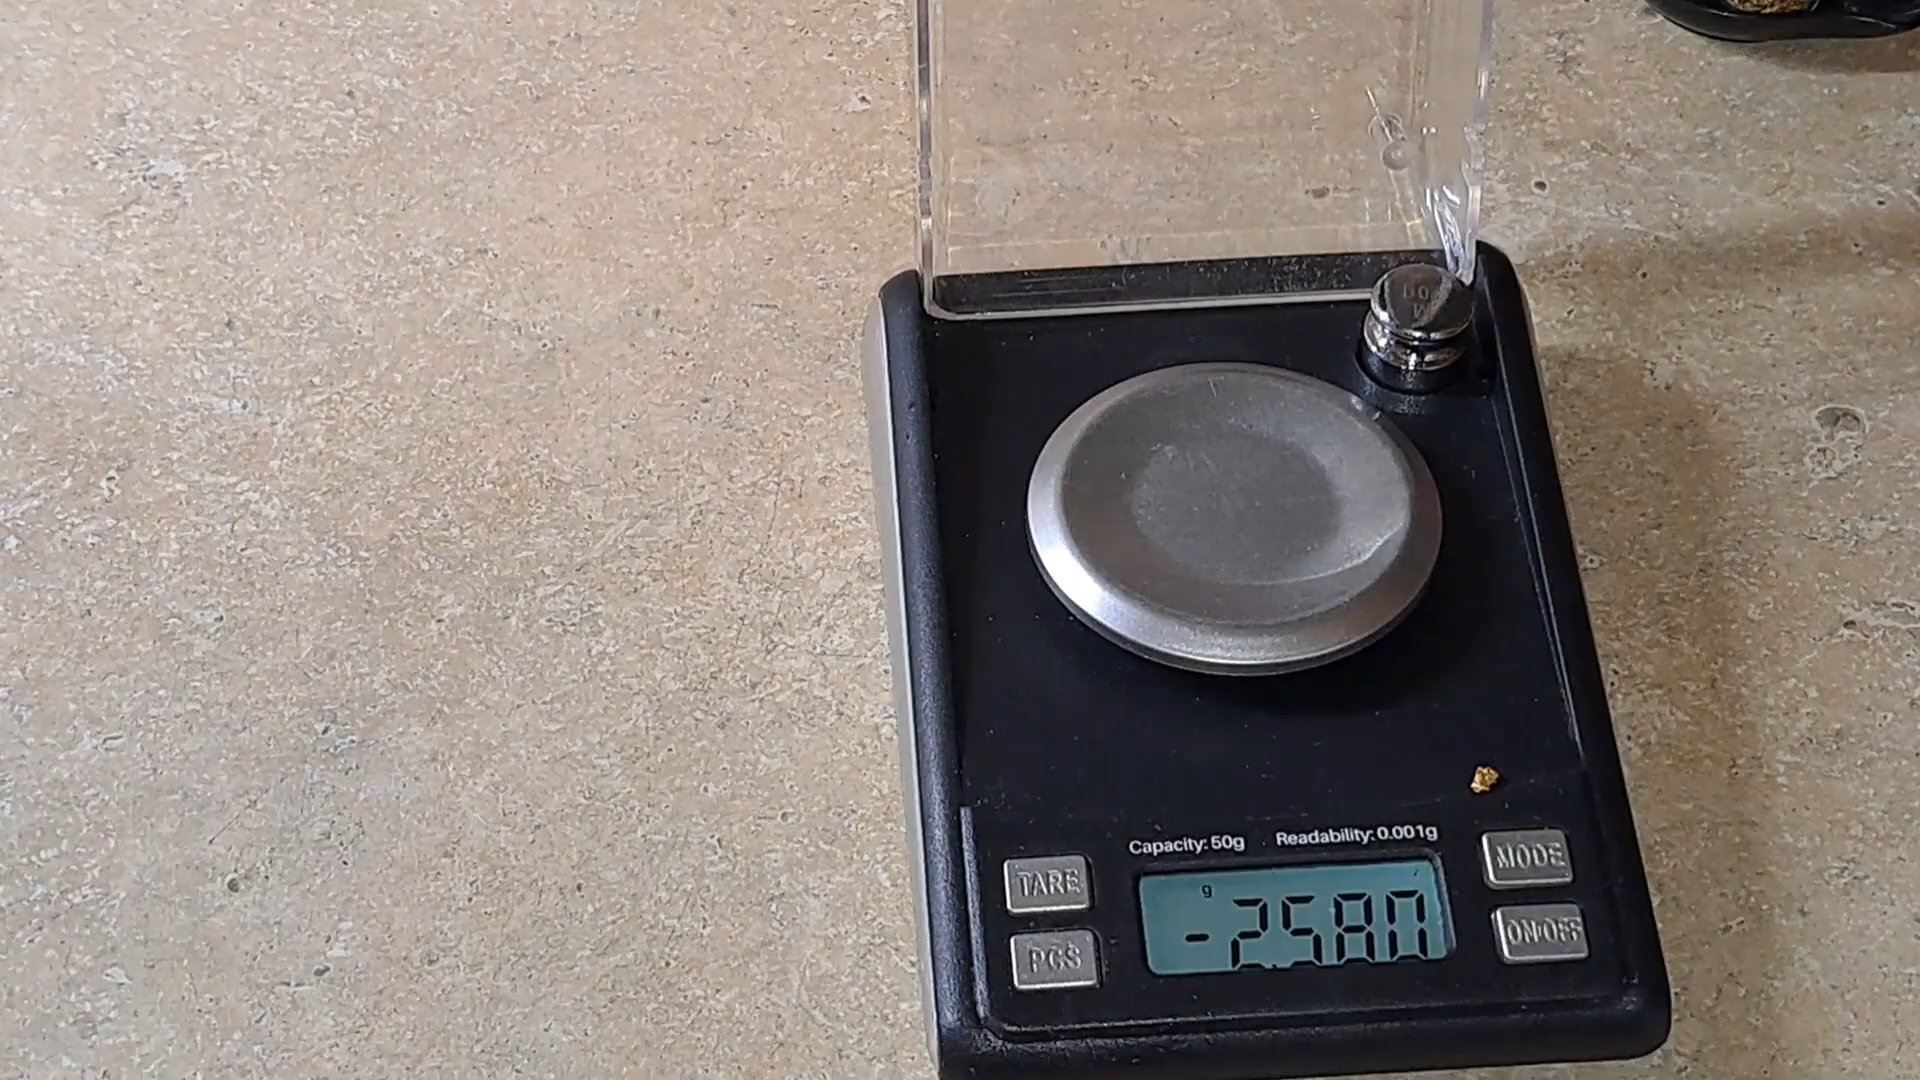 Capacity: 50g Readability: 0.001g
TARE
MODE
g
-2.580
PCS
ON/OFF